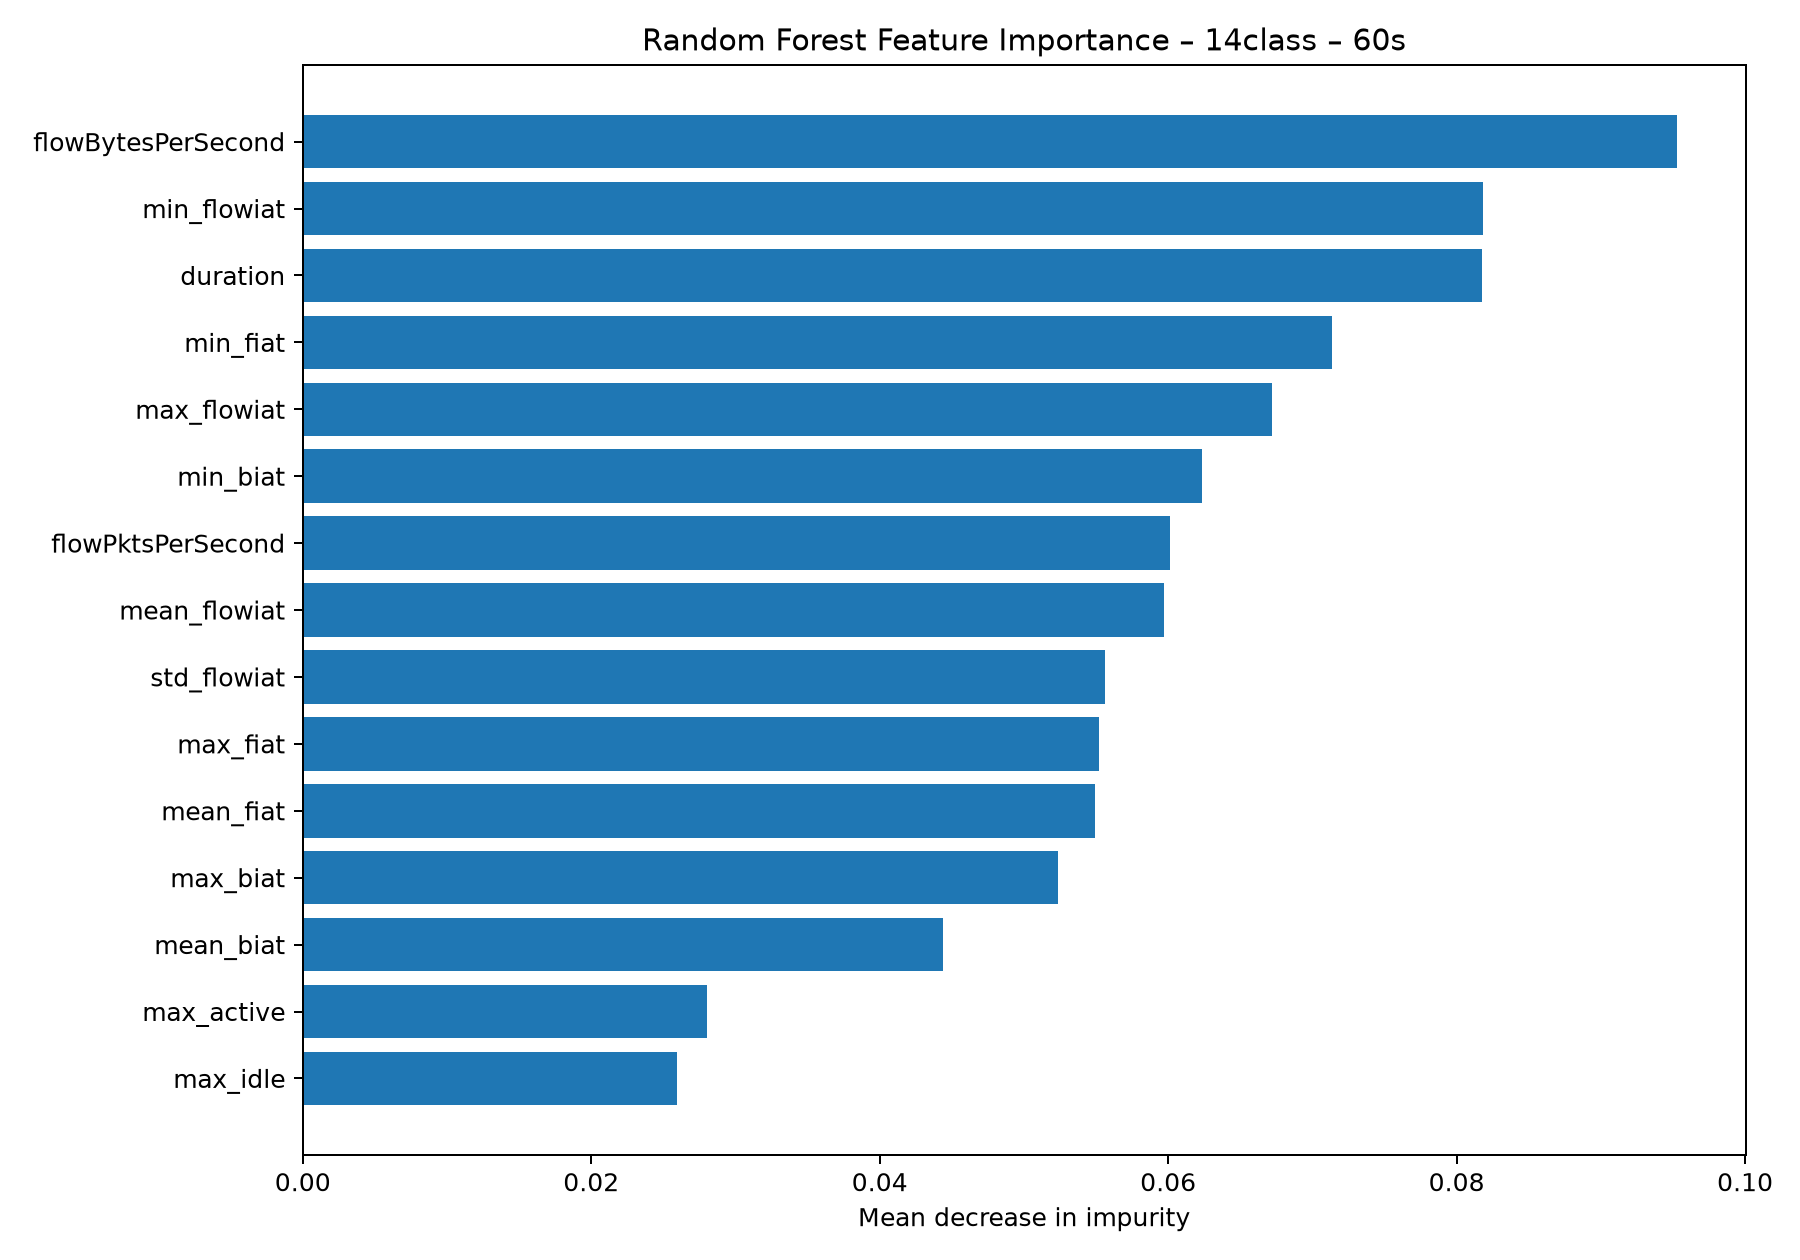 Random Forest Feature Importance – 14class – 60s
flowBytesPerSecond
min_flowiat
duration
min_fiat
max_flowiat
min_biat
flowPktsPerSecond
mean_flowiat
std_flowiat
max_fiat
mean_fiat
max_biat
mean_biat
max_active
max_idle
0.00 0.02 0.04 0.06 0.08 0.10
Mean decrease in impurity